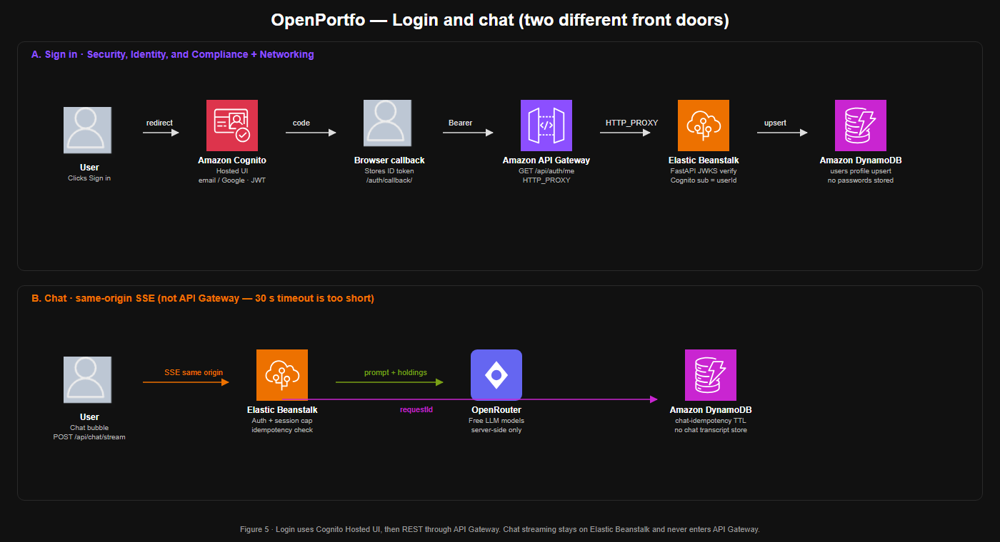 OpenPortfo — Login and chat (two different front doors)
A. Sign in · Security, Identity, and Compliance + Networking
redirect
code
Bearer
HTTP_PROXY
upsert
User
Clicks Sign in
Amazon Cognito
Hosted UI
email / Google · JWT
Browser callback
Stores ID token
/auth/callback/
Amazon API Gateway
GET /api/auth/me
HTTP_PROXY
Elastic Beanstalk
FastAPI JWKS verify
Cognito sub = userId
Amazon DynamoDB
users profile upsert
no passwords stored
B. Chat · same-origin SSE (not API Gateway — 30 s timeout is too short)
SSE same origin
prompt + holdings
requestId
User
Chat bubble
POST /api/chat/stream
Elastic Beanstalk
Auth + session cap
idempotency check
OpenRouter
Free LLM models
server-side only
Amazon DynamoDB
chat-idempotency TTL
no chat transcript store
Figure 5 · Login uses Cognito Hosted UI, then REST through API Gateway. Chat streaming stays on Elastic Beanstalk and never enters API Gateway.